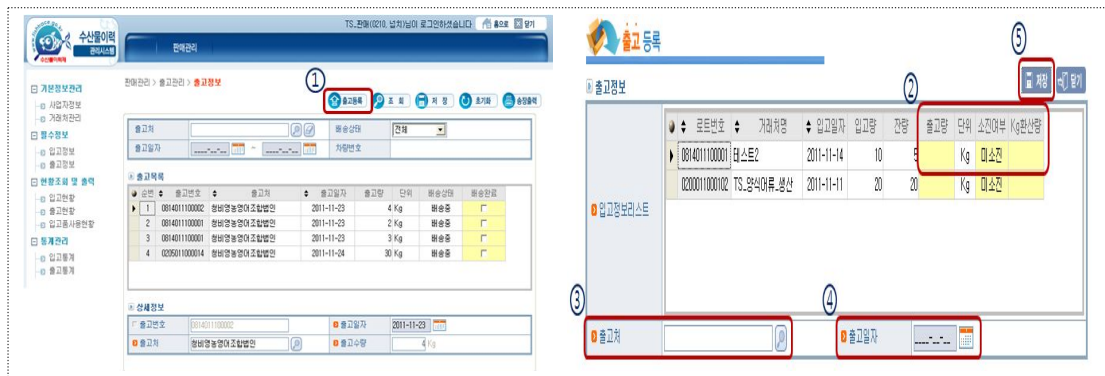 TS_판매(0210, 넙치)님이 로그인하셨습니다 홈으로 닫기
수산물이력
관리시스템
수산물이력제
판매관리
기본정보관리
사업자정보
거래처관리
필수정보
입고정보
출고정보
현황조회 및 출력
입고현황
출고현황
입고품사용현황
통계관리
입고통계
출고통계
판매관리 > 출고관리 > 출고정보
①
출고등록 조 회 저 장 초기화 송장출력
출고처 배송상태 전체
출고일자 ____-__-__ ~ ____-__-__ 차량번호
출고목록
순번 출고번호 출고처 출고일자 출고량 단위 배송상태 배송완료
1 0814011100002 청비영농영어조합법인 2011-11-23 4 Kg 배송중
2 0814011100001 청비영농영어조합법인 2011-11-23 2 Kg 배송중
3 0814011100001 청비영농영어조합법인 2011-11-23 3 Kg 배송중
4 0205011000014 청비영농영어조합법인 2011-11-24 30 Kg 배송중
상세정보
출고번호 0814011100002 출고일자 2011-11-23
출고처 청비영농영어조합법인 출고수량 4 Kg
출고 등록
⑤
출고정보
저장 닫기
②
로트번호 거래처명 입고일자 입고량 잔량 출고량 단위 소진여부 Kg환산량
0814011100001 테스트2 2011-11-14 10 5 Kg 미소진
0200011000102 TS_양식어류_생산 2011-11-11 20 20 Kg 미소진
입고정보리스트
③
④
출고처 출고일자 ____-__-__